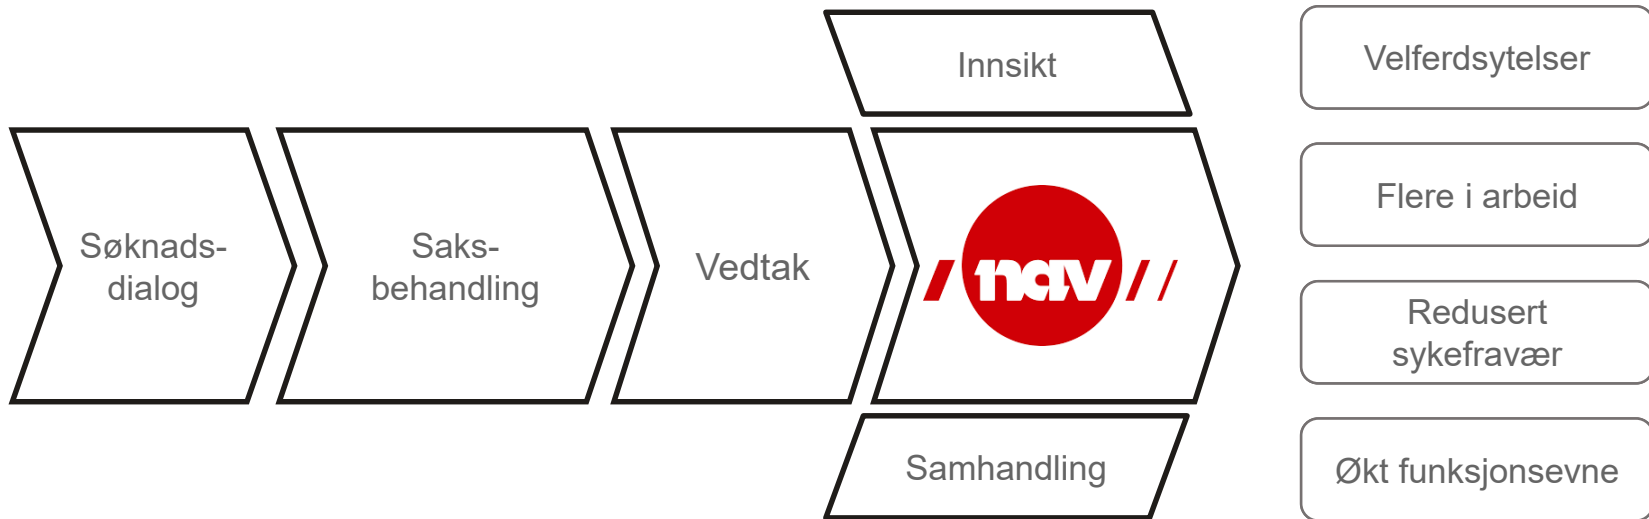 Innsikt
Søknads-
dialog
Saks-
behandling
Vedtak
nav
Samhandling
Velferdsytelser
Flere i arbeid
Redusert
sykefravær
Økt funksjonsevne